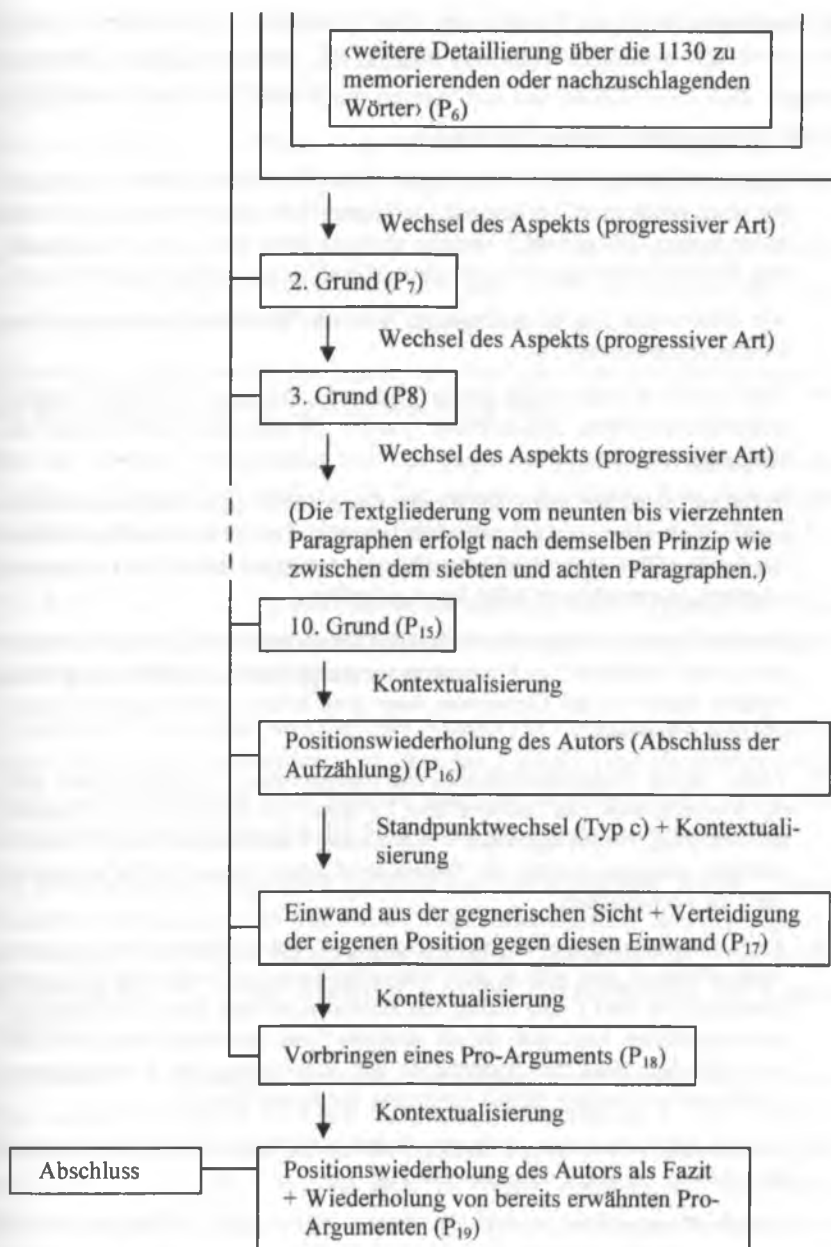 ‹weitere Detaillierung über die 1130 zu
memorierenden oder nachzuschlagenden
Wörter› (P₆)
Wechsel des Aspekts (progressiver Art)
2. Grund (P₇)
Wechsel des Aspekts (progressiver Art)
3. Grund (P8)
Wechsel des Aspekts (progressiver Art)
(Die Textgliederung vom neunten bis vierzehnten
Paragraphen erfolgt nach demselben Prinzip wie
zwischen dem siebten und achten Paragraphen.)
10. Grund (P₁₅)
Kontextualisierung
Positionswiederholung des Autors (Abschluss der
Aufzählung) (P₁₆)
Standpunktwechsel (Typ c) + Kontextuali-
sierung
Einwand aus der gegnerischen Sicht + Verteidigung
der eigenen Position gegen diesen Einwand (P₁₇)
Kontextualisierung
Vorbringen eines Pro-Arguments (P₁₈)
Kontextualisierung
Abschluss
Positionswiederholung des Autors als Fazit
+ Wiederholung von bereits erwähnten Pro-
Argumenten (P₁₉)